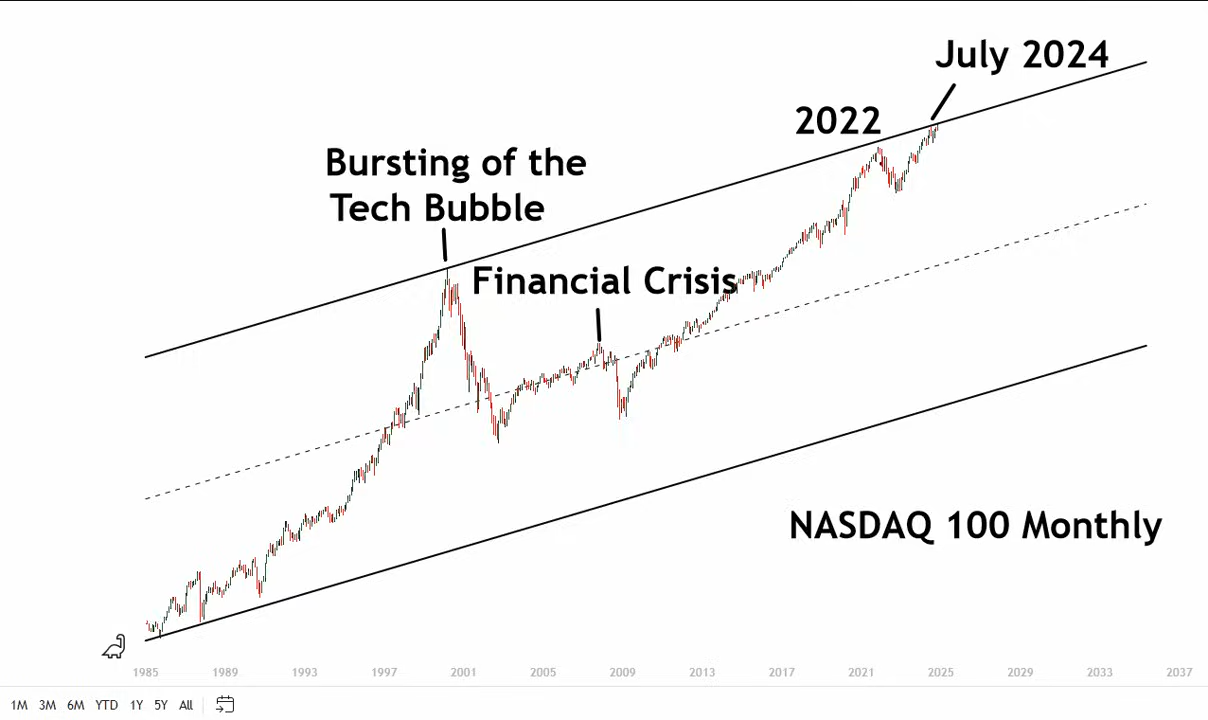 July 2024
2022
Bursting of the
Tech Bubble
Financial Crisis
NASDAQ 100 Monthly
1985 1989 1993 1997 2001 2005 2009 2013 2017 2021 2025 2029 2033 2037
1M 3M 6M YTD 1Y 5Y All